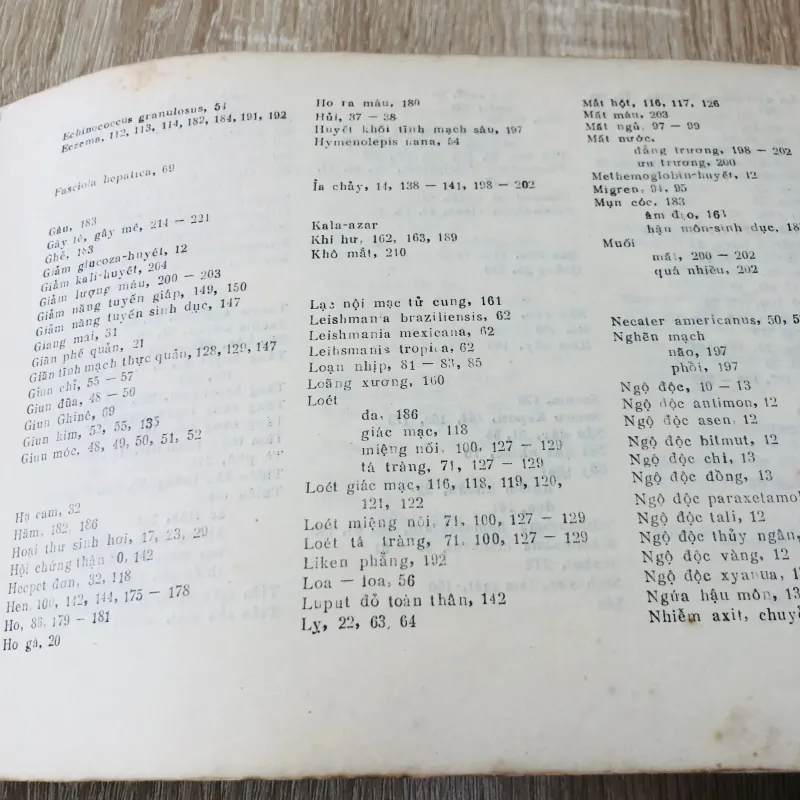 Echinococcus granulosus, 54
Eczema, 112, 113, 114, 182, 184, 191, 192
Fasciola hepatica, 69
Gàu, 183
Gây tê, gây mê, 214 — 221
Ghẻ, 183
Giảm glucoza-huyết, 12
Giảm kali-huyết, 204
Giảm lượng máu, 200 — 203
Giảm năng tuyến giáp, 149, 150
Giảm năng tuyến sinh dục, 147
Giang mai, 31
Giãn phế quản, 21
Giãn tĩnh mạch thực quản, 128, 129, 147
Giun chỉ, 55 — 57
Giun đũa, 48 — 50
Giun Ghinê, 69
Giun kim, 52, 55, 135
Giun móc, 48, 49, 50, 51, 52
Hạ cam, 32
Hăm, 182, 186
Hoại thư sinh hơi, 17, 23, 29
Hội chứng thận 0, 142
Hecpet đơn, 32, 118
Hen, 100, 142, 144, 175 — 178
Ho, 83, 179 — 181
Ho gà, 20
Ho ra máu, 180
Hủi, 37 — 38
Huyết khối tĩnh mạch sâu, 197
Hymenolepis nana, 54
Ỉa chảy, 14, 138 — 141, 198 — 202
Kala-azar
Khí hư, 162, 163, 189
Khô mắt, 210
Lạc nội mạc tử cung, 161
Leishmania braziliensis, 62
Leishmania mexicana, 62
Leihsmanis tropica, 62
Loạn nhịp, 81 — 83, 85
Loãng xương, 160
Loét
da, 186
giác mạc, 118
miệng nối, 100, 127 — 129
tá tràng, 71, 127 — 129
Loét giác mạc, 116, 118, 119, 120,
121, 122
Loét miệng nối, 71, 100, 127 — 129
Loét tá tràng, 71, 100, 127 — 129
Liken phẳng, 192
Loa — loa, 56
Luput đỏ toàn thân, 142
Lỵ, 22, 63, 64
Mắt hột, 116, 117, 126
Mất máu, 203
Mất ngủ, 97 — 99
Mất nước,
đẳng trương, 198 — 202
ưu trương, 200
Methemoglobin-huyết, 12
Migren, 94, 95
Mụn cóc, 183
âm đạo, 161
hậu môn-sinh dục,
Muối
mất, 200 — 202
quá nhiều, 202
Necater americanus, 50,
Nghẽn mạch
não, 197
phổi, 197
Ngộ độc, 10 — 13
Ngộ độc antimon, 12
Ngộ độc asen, 12
Ngộ độc bitmut, 12
Ngộ độc chì, 13
Ngộ độc đồng, 13
Ngộ độc paraxetamol
Ngộ độc tali, 12
Ngộ độc thủy ngân,
Ngộ độc vàng, 12
Ngộ độc xyanua,
Ngứa hậu môn,
Nhiễm axit,